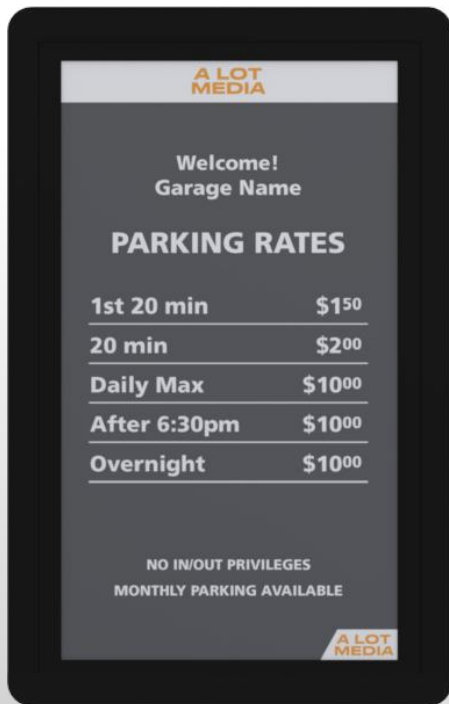 A LOT
MEDIA
Welcome!
Garage Name
PARKING RATES
1st 20 min $150
20 min $200
Daily Max $1000
After 6:30pm $1000
Overnight $1000
NO IN/OUT PRIVILEGES
MONTHLY PARKING AVAILABLE
A LOT
MEDIA